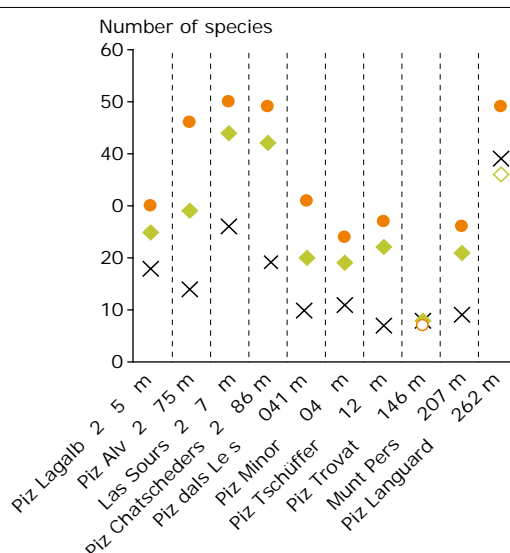 Number of species
60
50
40
0
20
10
0
Piz Lagalb 2 5 m
Piz Alv 2 75 m
Las Sours 2 7 m
Piz Chatscheders 2 86 m
Piz dals Le s 041 m
Piz Minor 04 m
Piz Tschüffer 12 m
Piz Trovat 146 m
Munt Pers 207 m
Piz Languard 262 m